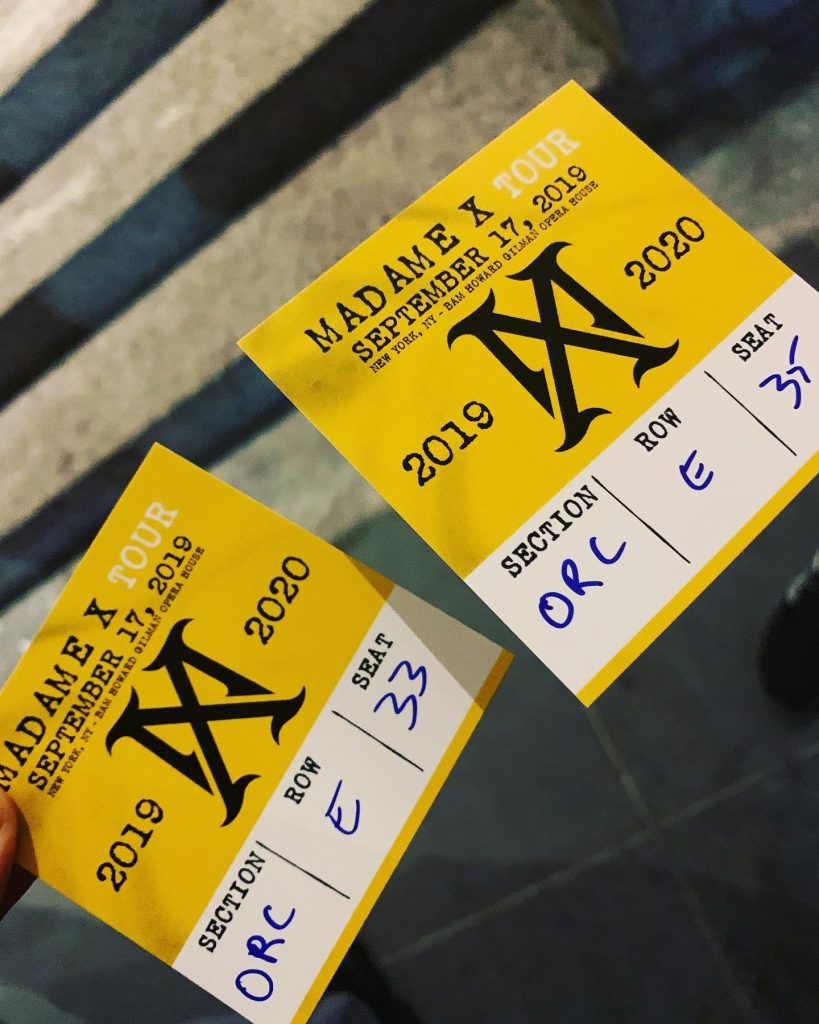 MADAME X TOUR
SEPTEMBER 17, 2019
NEW YORK, NY - BAM HOWARD GILMAN OPERA HOUSE
2019 2020
SECTION ROW SEAT
ORC E 35
MADAME X TOUR
SEPTEMBER 17, 2019
NEW YORK, NY - BAM HOWARD GILMAN OPERA HOUSE
2019 2020
SECTION ROW SEAT
ORC E 33